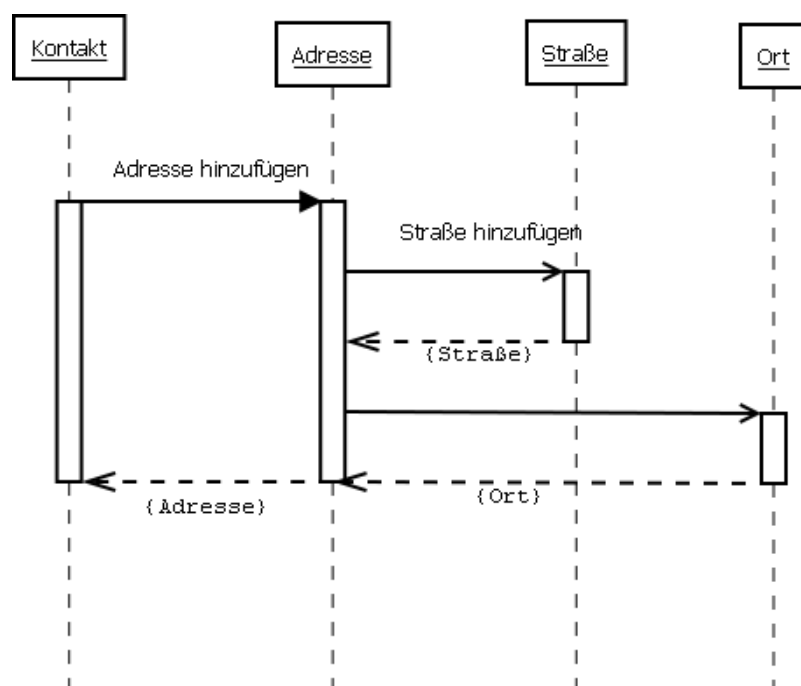 Kontakt
Adresse
Straße
Ort
Adresse hinzufügen
Straße hinzufügen
{Straße}
{Adresse}
{Ort}